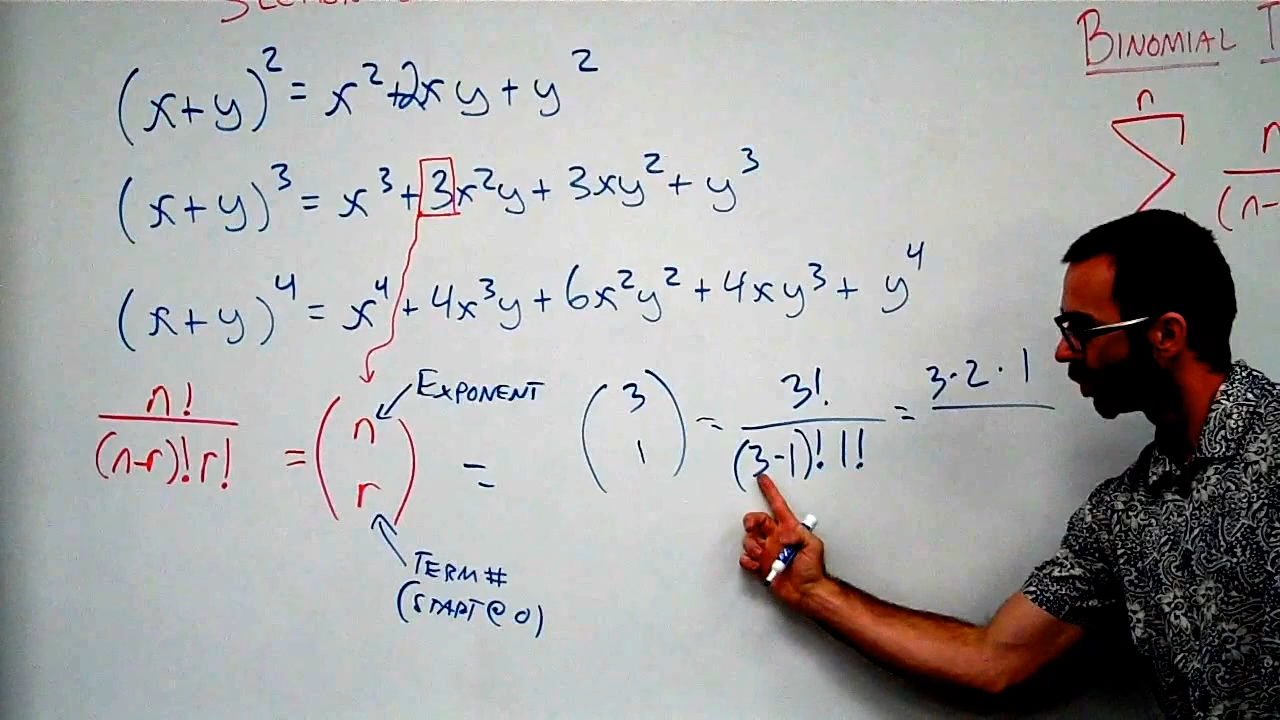 (x+y)² = x²+2xy+y²
(x+y)³ = x³+3x²y+3xy²+y³
(x+y)⁴ = x⁴+4x³y+6x²y²+4xy³+y⁴
n!/(n-r)!r! = (n r) = (3 1) = 3!/(3-1)!1! = 3·2·1
EXPONENT
TERM #
(START @ 0)
BINOMIAL
n
Σ
n
(n-